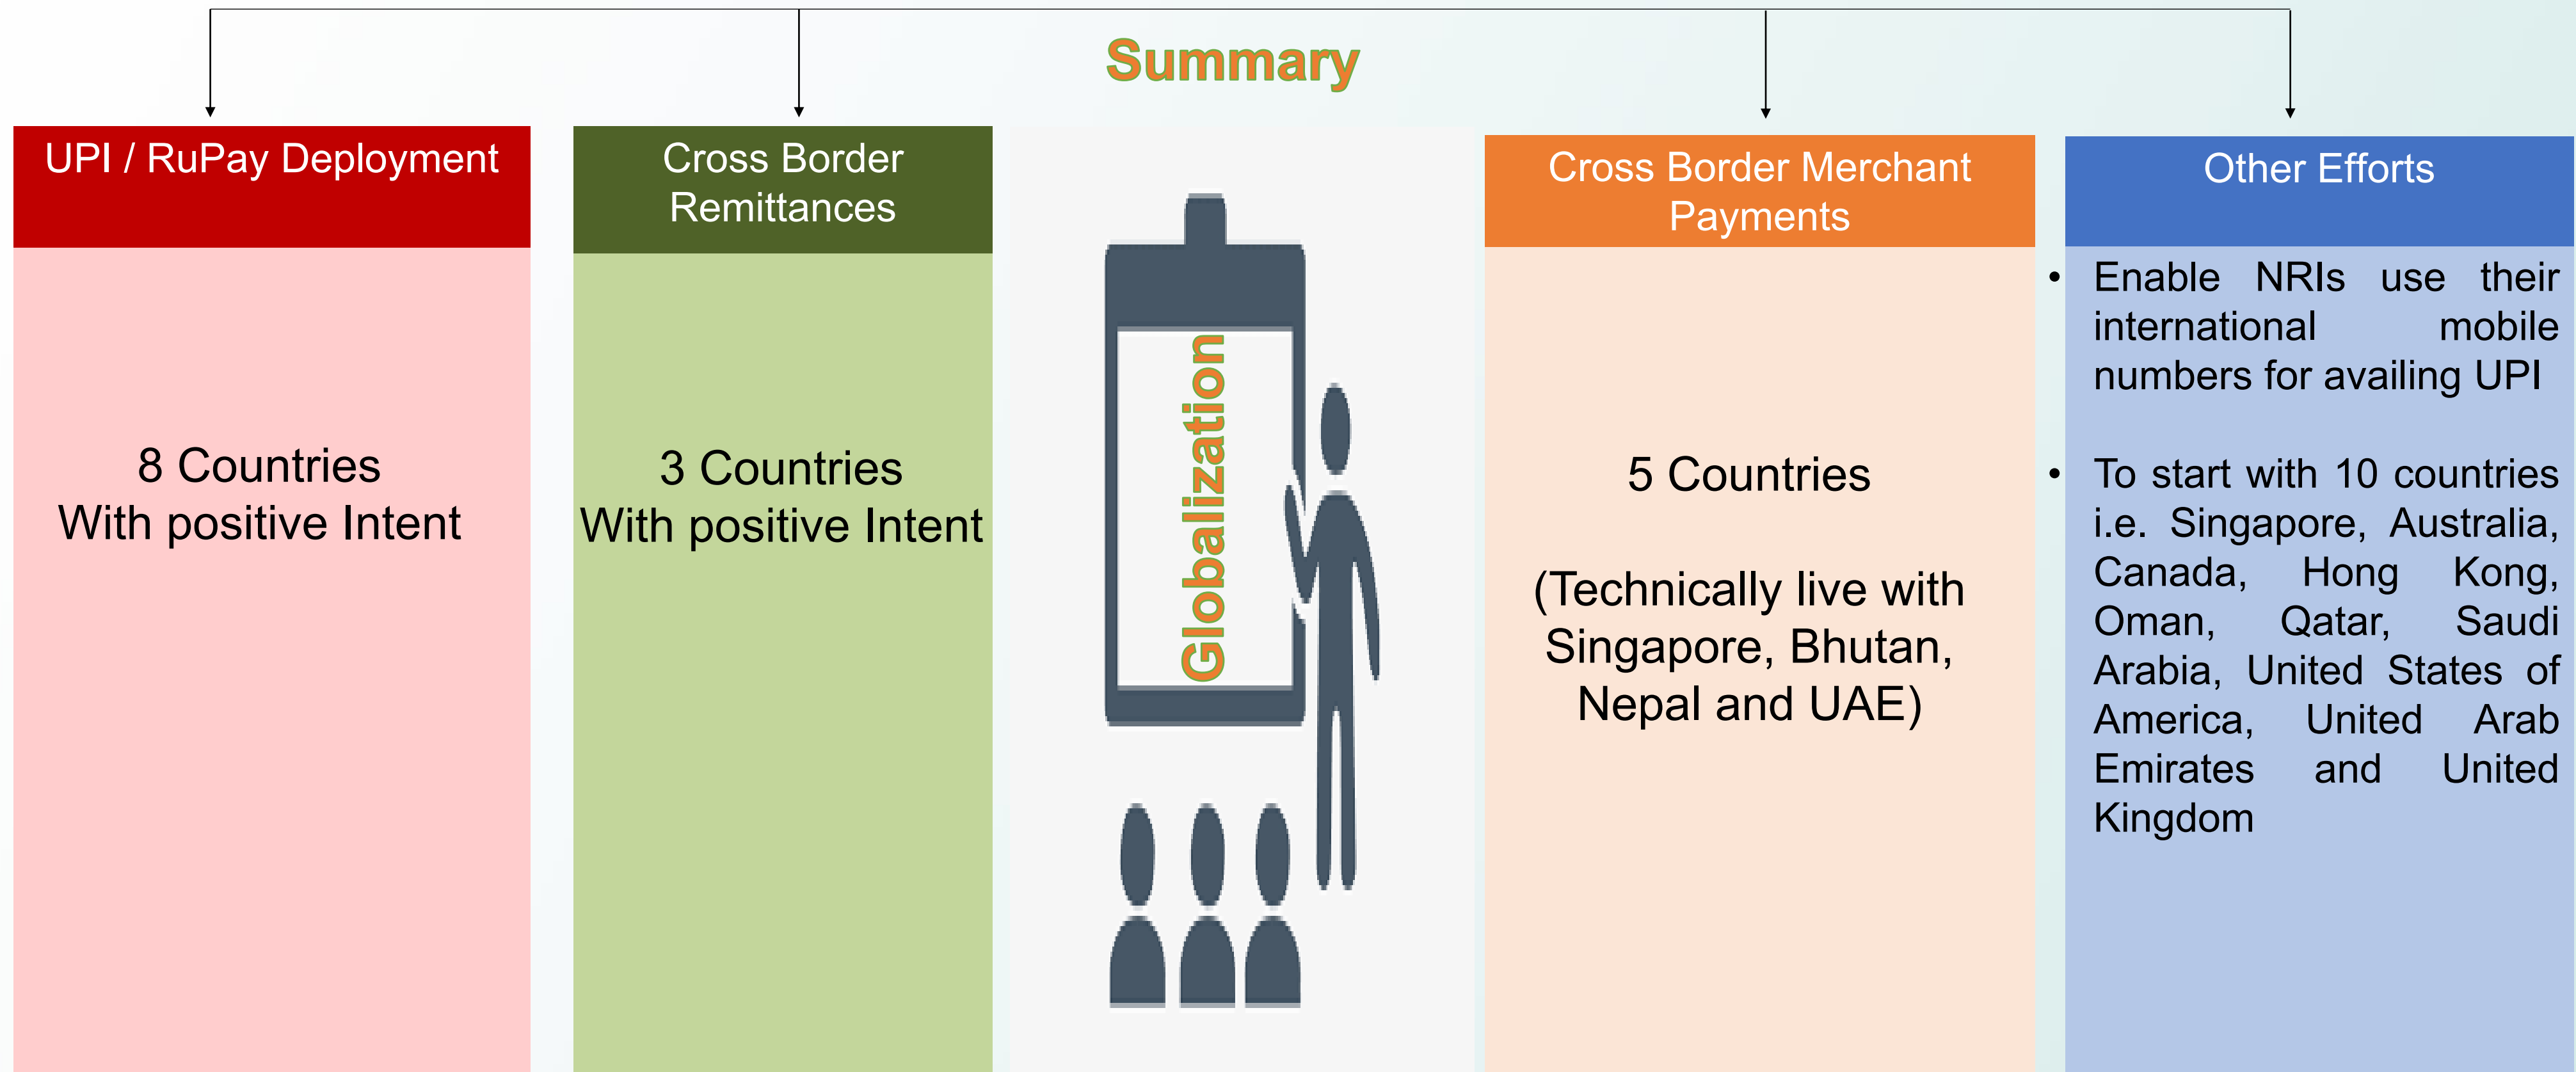 Summary
UPI / RuPay Deployment
8 Countries
With positive Intent
Cross Border
Remittances
3 Countries
With positive Intent
Globalization
Cross Border Merchant
Payments
5 Countries
(Technically live with
Singapore, Bhutan,
Nepal and UAE)
Other Efforts
• Enable NRIs use their
international mobile
numbers for availing UPI
• To start with 10 countries
i.e. Singapore, Australia,
Canada, Hong Kong,
Oman, Qatar, Saudi
Arabia, United States of
America, United Arab
Emirates and United
Kingdom